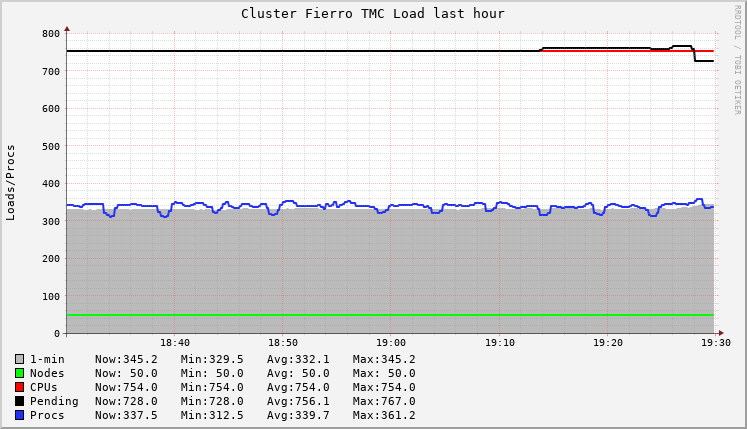 Cluster Fierro TMC Load last hour
RRDTOOL / TOBI OETIKER
Loads/Procs
800
700
600
500
400
300
200
100
0
18:40 18:50 19:00 19:10 19:20 19:30
1-min Now:345.2 Min:329.5 Avg:332.1 Max:345.2
Nodes Now: 50.0 Min: 50.0 Avg: 50.0 Max: 50.0
CPUs Now:754.0 Min:754.0 Avg:754.0 Max:754.0
Pending Now:728.0 Min:728.0 Avg:756.1 Max:767.0
Procs Now:337.5 Min:312.5 Avg:339.7 Max:361.2